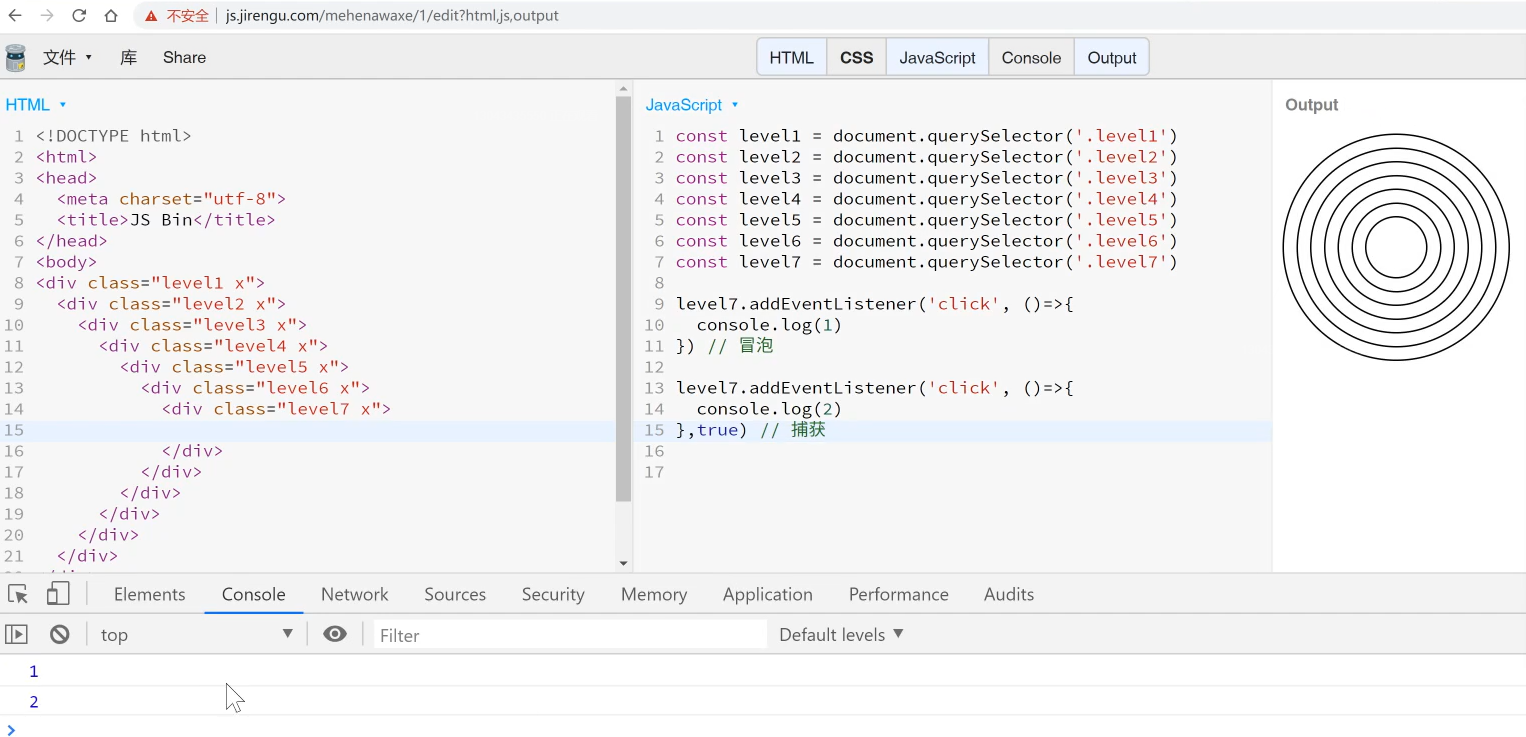 不安全 js.jirengu.com/mehenawaxe/1/edit?html,js,output
文件 库 Share HTML CSS JavaScript Console Output
HTML
1 <!DOCTYPE html>
2 <html>
3 <head>
4 <meta charset="utf-8">
5 <title>JS Bin</title>
6 </head>
7 <body>
8 <div class="level1 x">
9 <div class="level2 x">
10 <div class="level3 x">
11 <div class="level4 x">
12 <div class="level5 x">
13 <div class="level6 x">
14 <div class="level7 x">
15
16 </div>
17 </div>
18 </div>
19 </div>
20 </div>
21 </div>
JavaScript
1 const level1 = document.querySelector('.level1')
2 const level2 = document.querySelector('.level2')
3 const level3 = document.querySelector('.level3')
4 const level4 = document.querySelector('.level4')
5 const level5 = document.querySelector('.level5')
6 const level6 = document.querySelector('.level6')
7 const level7 = document.querySelector('.level7')
8
9 level7.addEventListener('click', ()=>{
10 console.log(1)
11 }) // 冒泡
12
13 level7.addEventListener('click', ()=>{
14 console.log(2)
15 },true) // 捕获
16
17
Output
Elements Console Network Sources Security Memory Application Performance Audits
top Filter Default levels
1
2